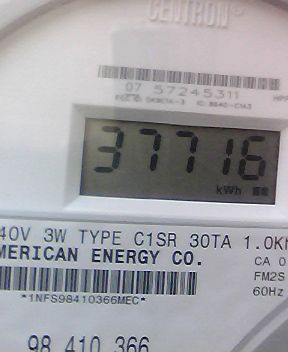 CENTRON®
07 57245311
37716
kWh
40V 3W TYPE C1SR 30TA 1.0Kh
MERICAN ENERGY CO.
CA 0
FM2S
*1NFS98410366MEC*
60Hz
98 410 366